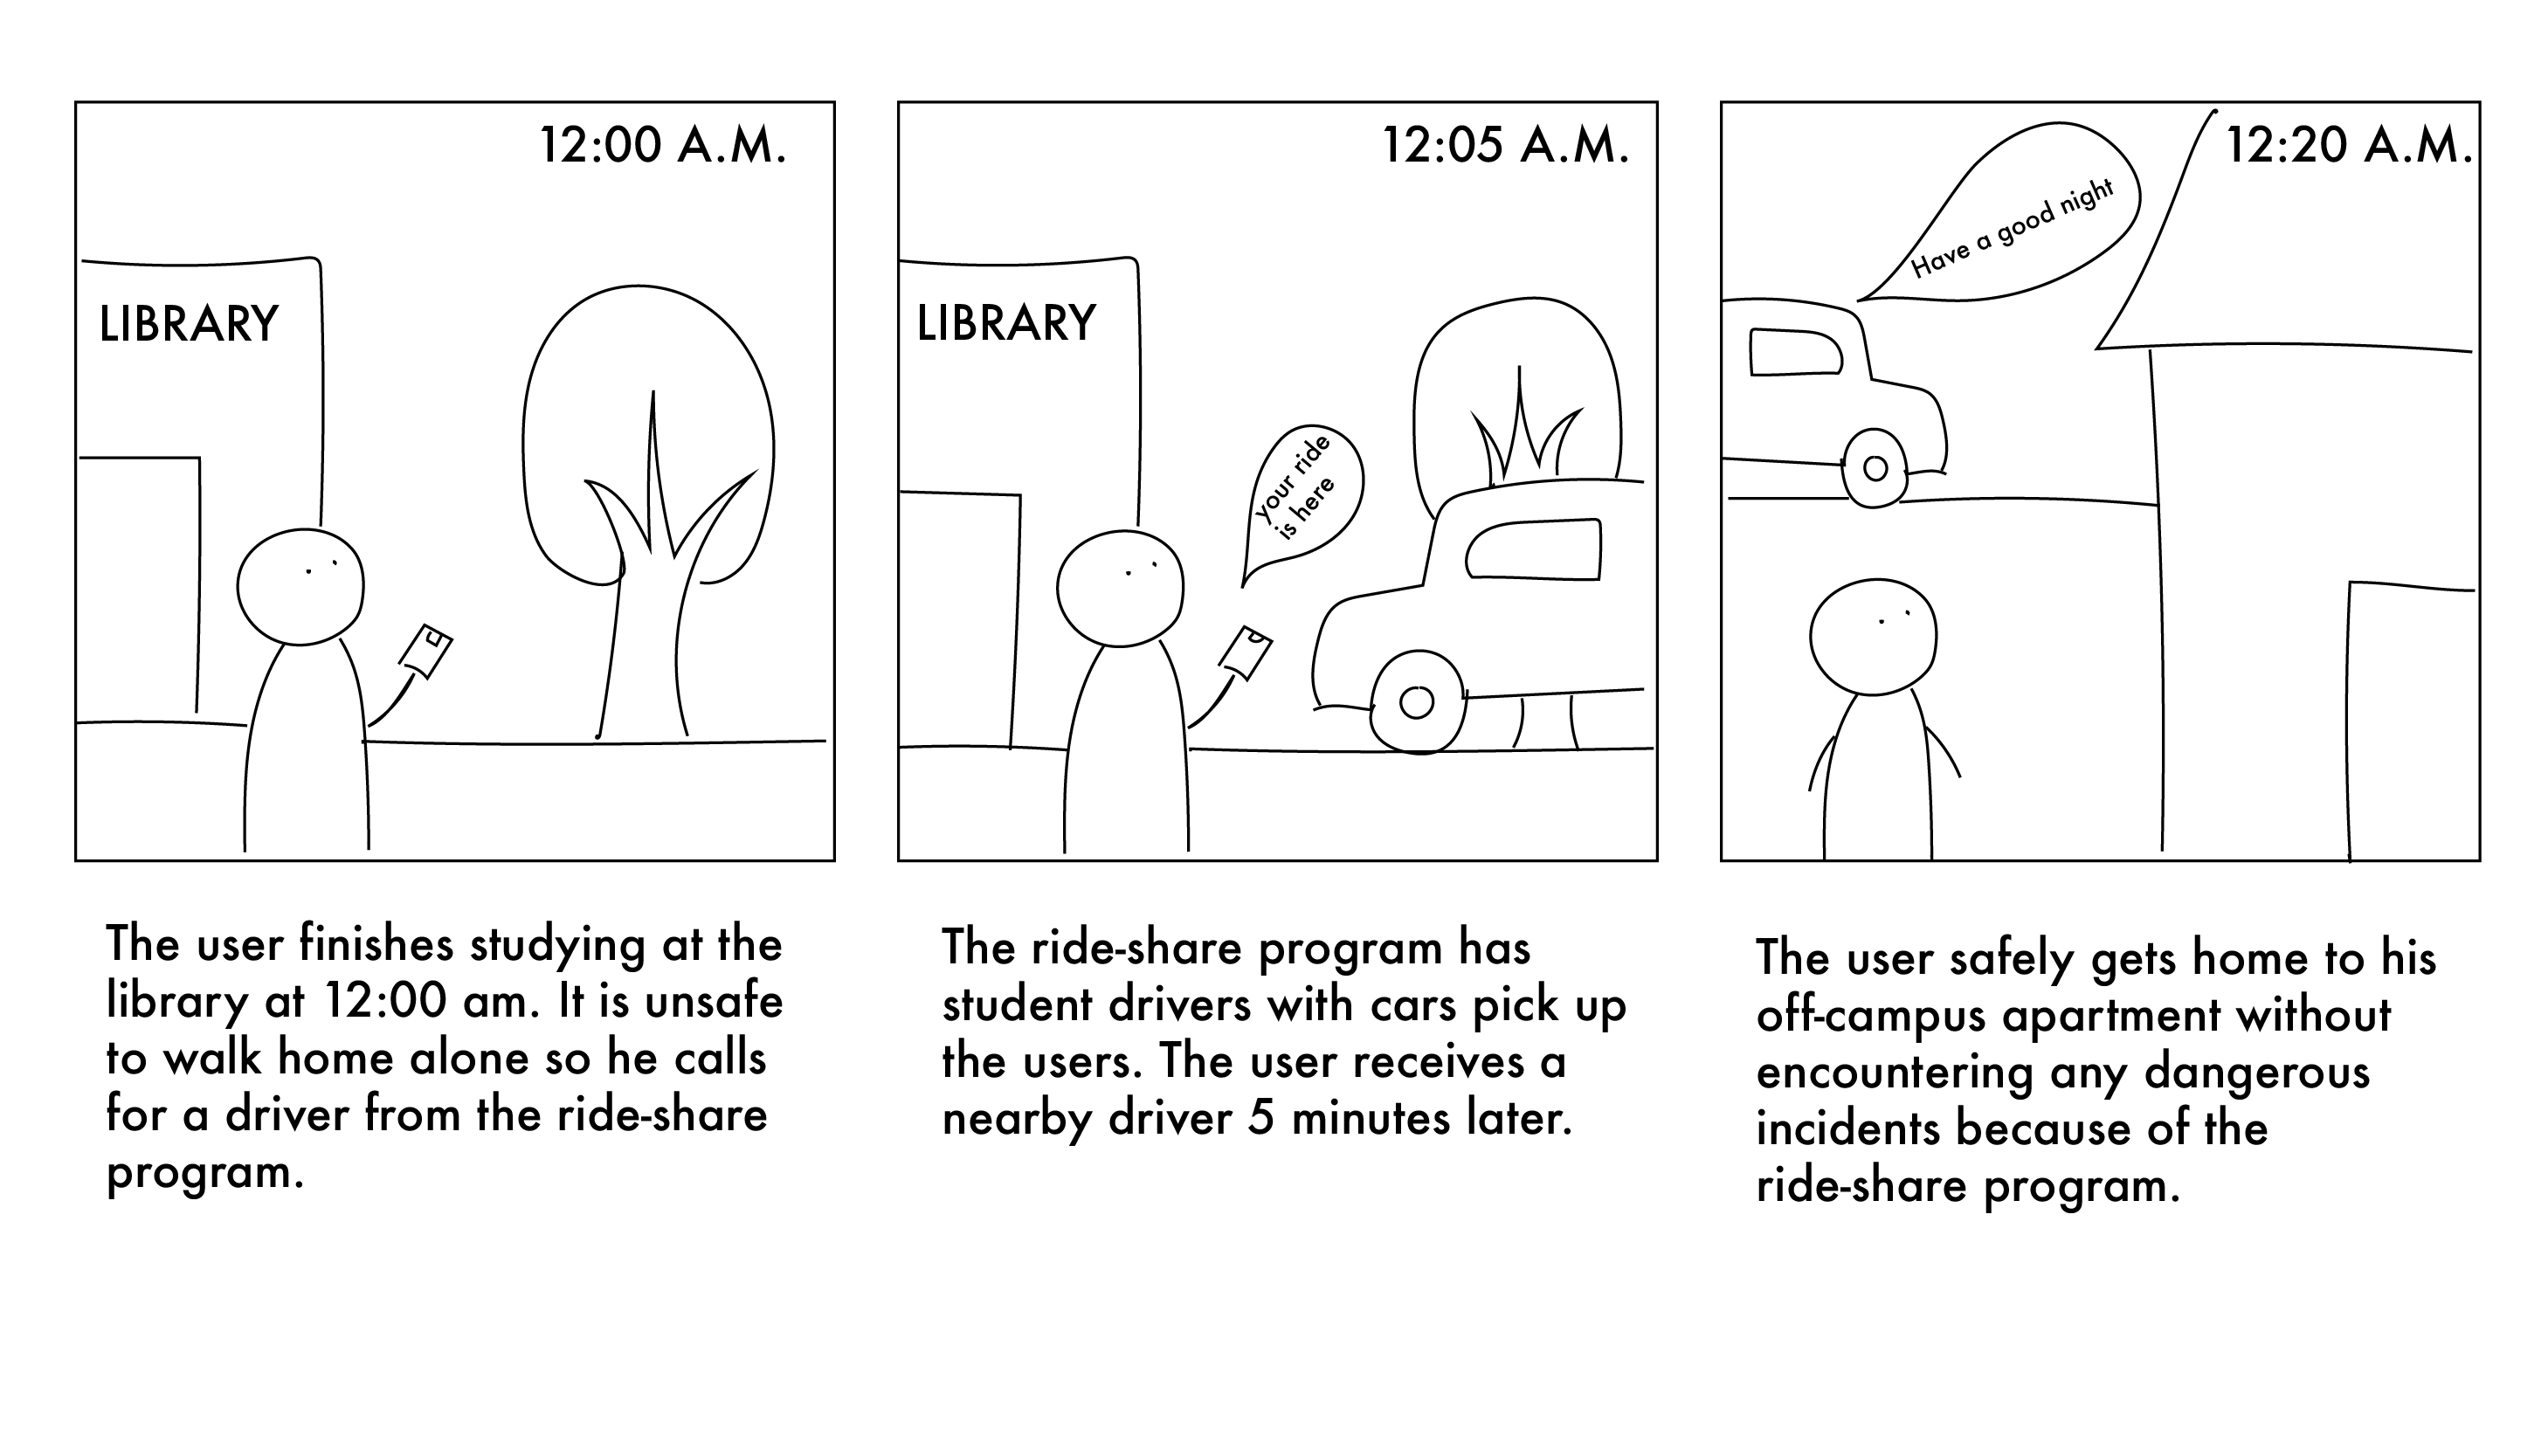 12:00 A.M.
LIBRARY
The user finishes studying at the
library at 12:00 am. It is unsafe
to walk home alone so he calls
for a driver from the ride-share
program.
12:05 A.M.
LIBRARY
your ride
is here
The ride-share program has
student drivers with cars pick up
the users. The user receives a
nearby driver 5 minutes later.
12:20 A.M.
Have a good night
The user safely gets home to his
off-campus apartment without
encountering any dangerous
incidents because of the
ride-share program.